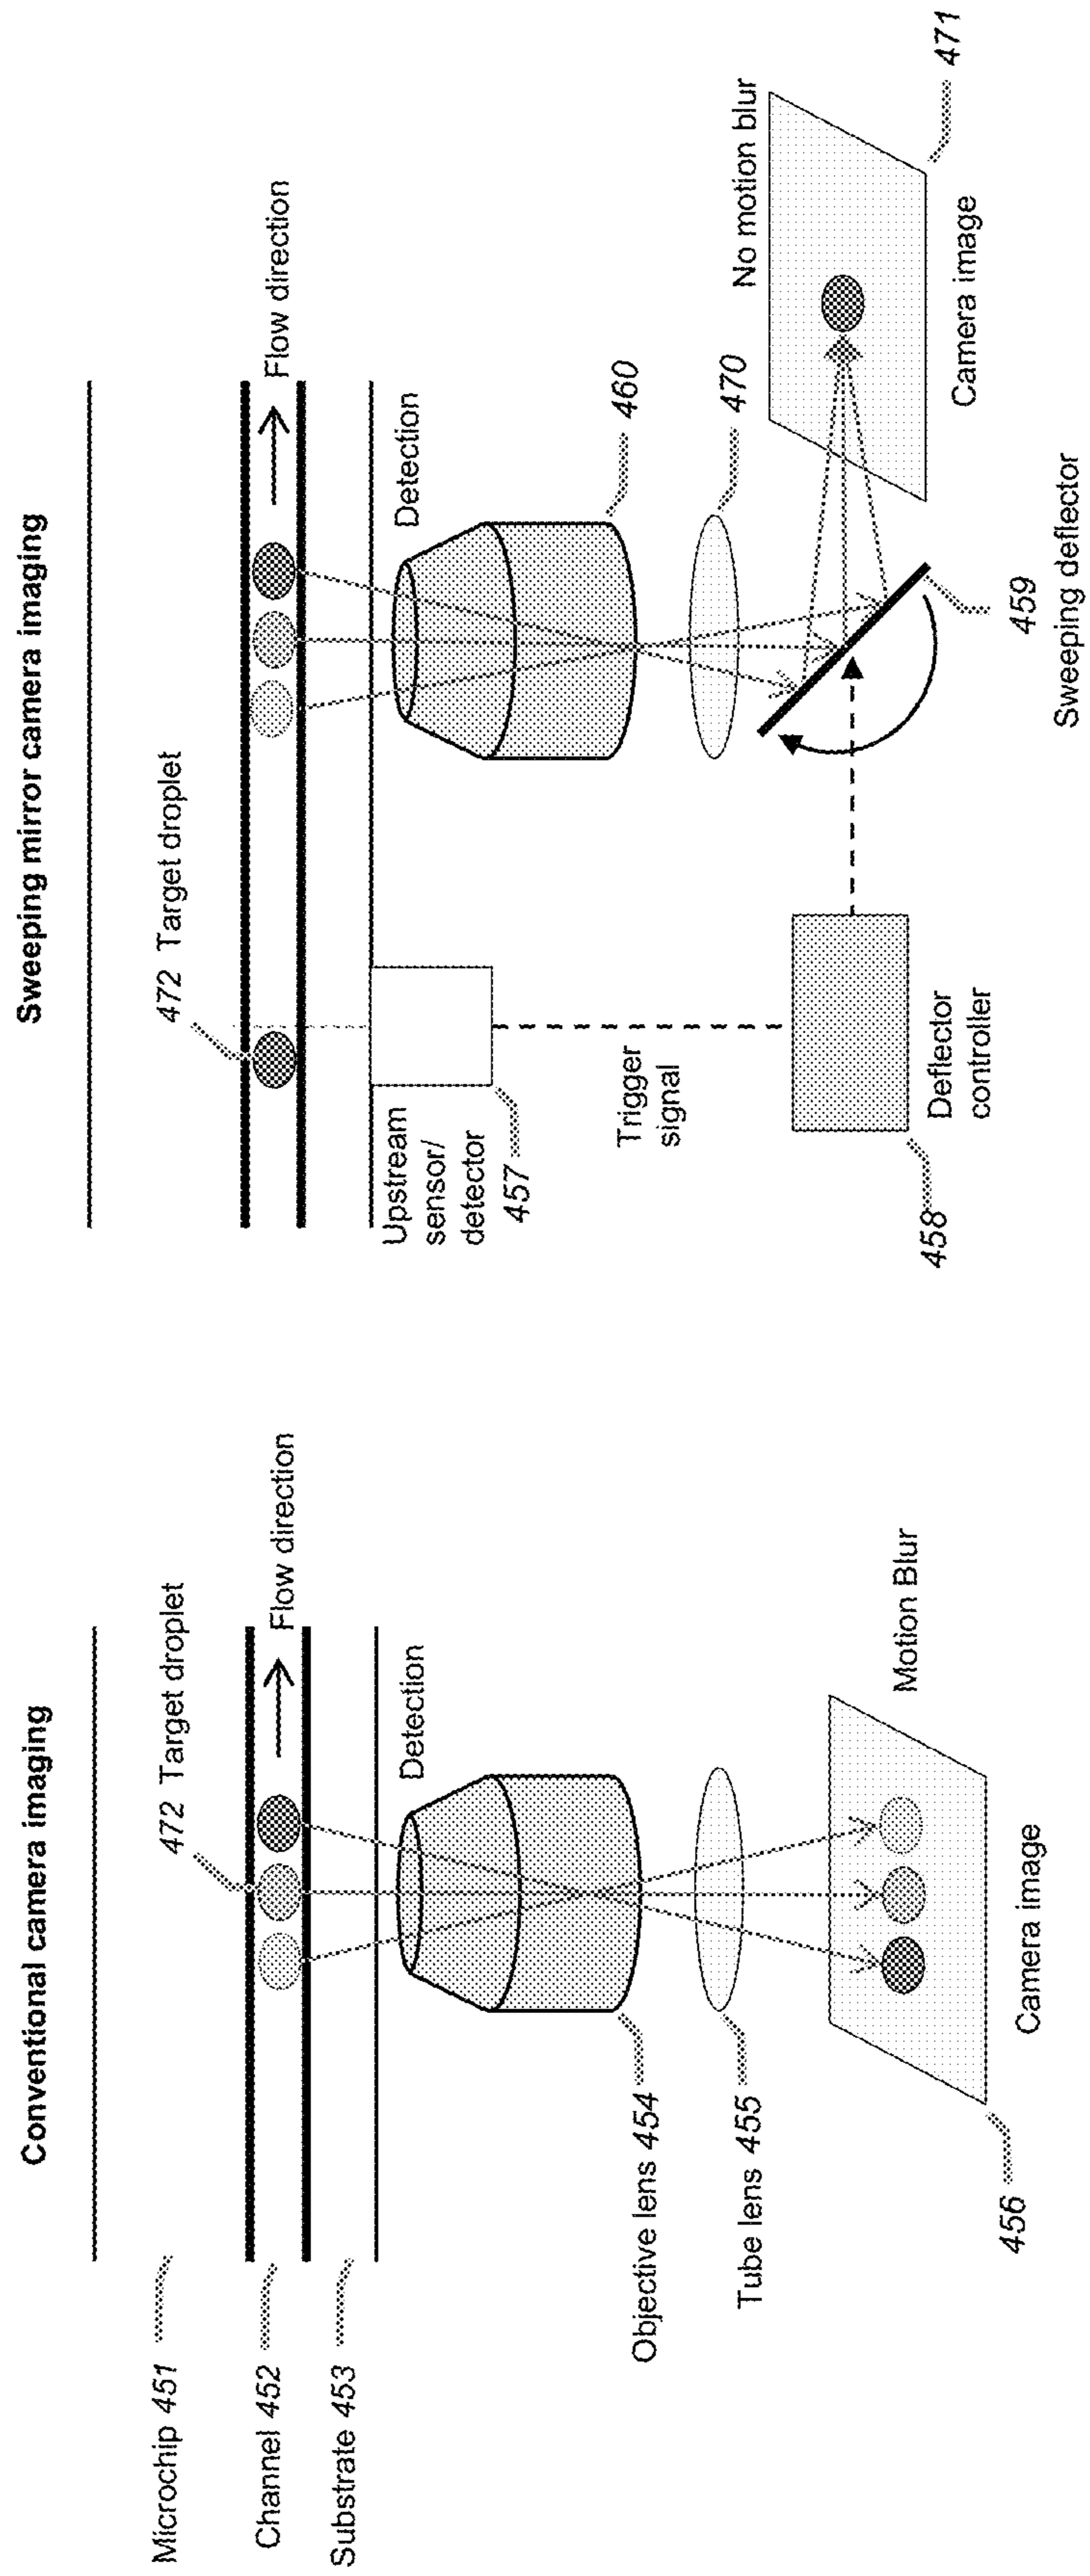 Conventional camera imaging
Microchip 451
472 Target droplet
Channel 452
Flow direction
Substrate 453
Detection
Objective lens 454
Tube lens 455
Motion Blur
456
Camera image
Sweeping mirror camera imaging
472 Target droplet
Flow direction
Upstream
sensor/
detector
457
Detection
460
Trigger
signal
470
No motion blur
471
Camera image
458
Deflector
controller
459
Sweeping deflector